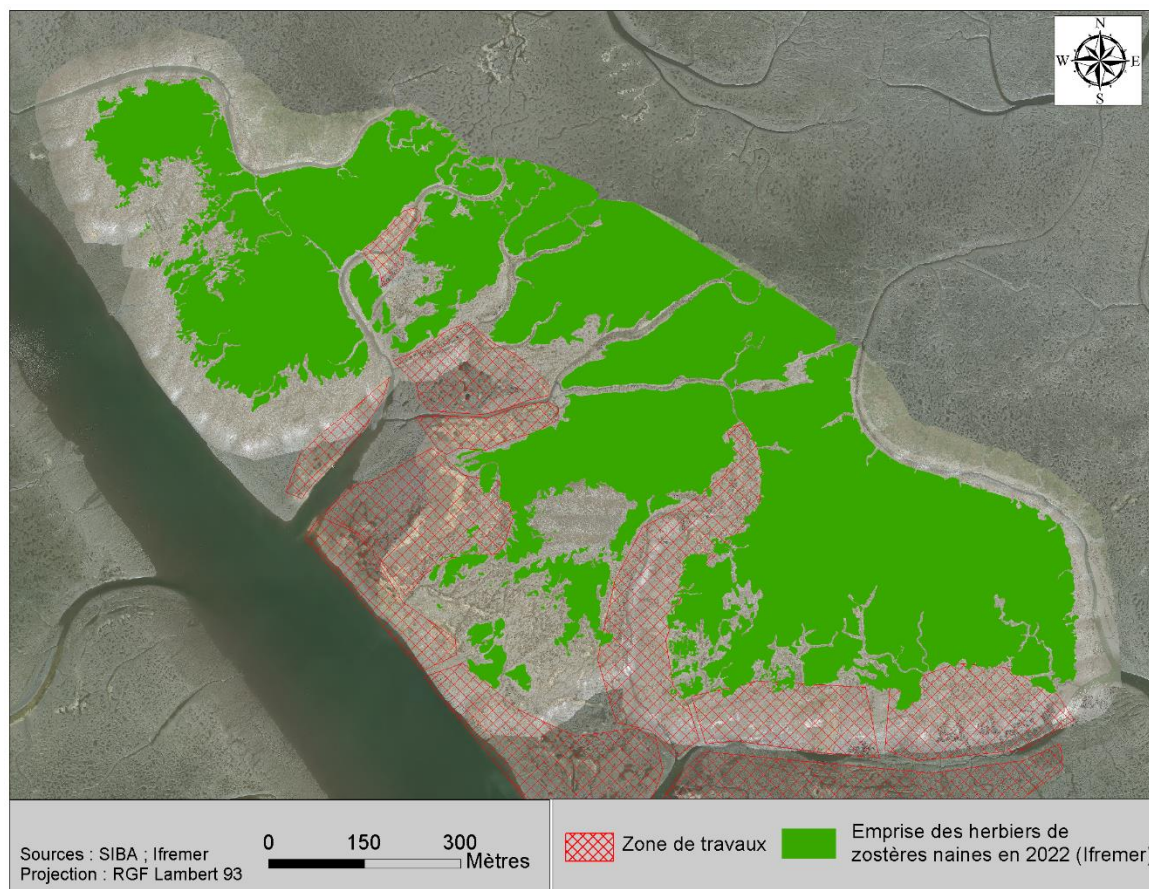 N
W E
S
Sources : SIBA ; Ifremer
Projection : RGF Lambert 93
0 150 300
Mètres
Zone de travaux
Emprise des herbiers de
zostères naines en 2022 (Ifremer)